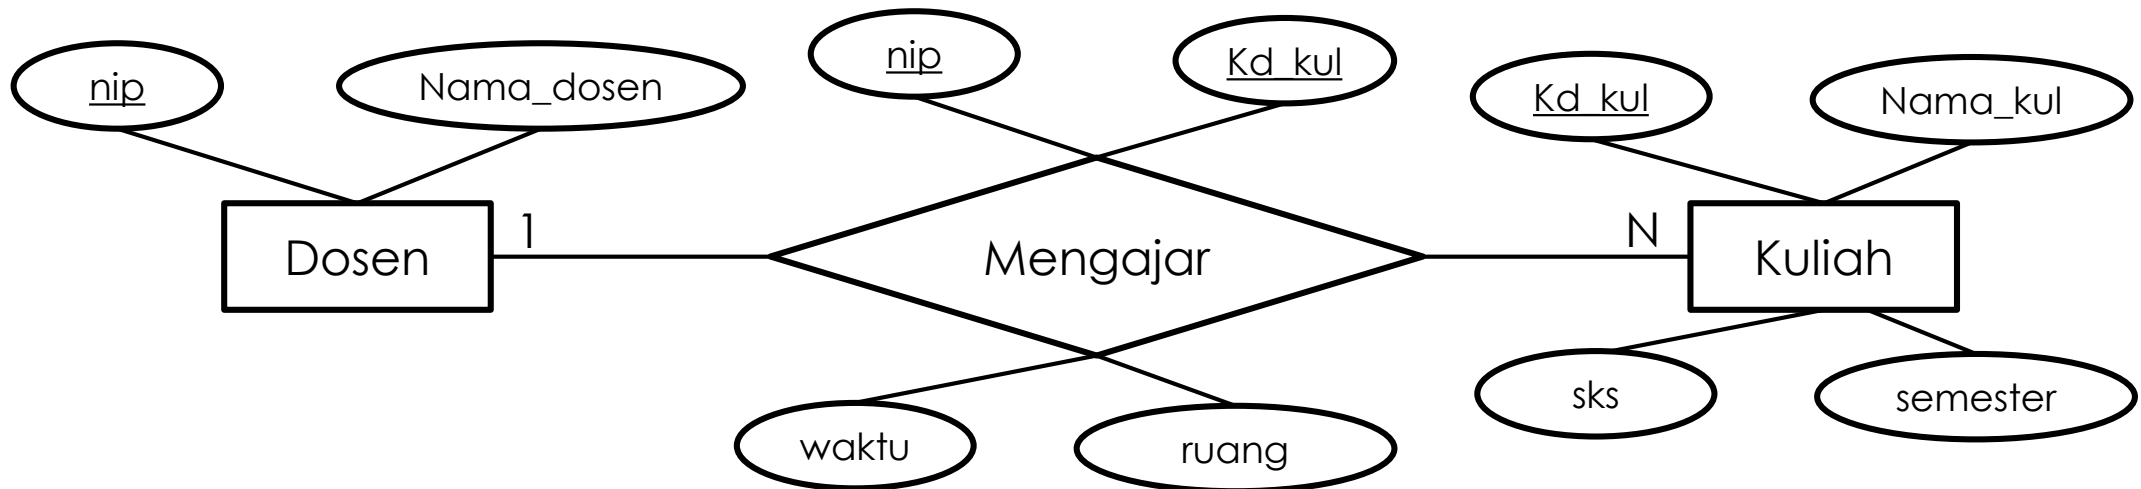 nip
Nama_dosen
nip
Kd_kul
Kd_kul
Nama_kul
Dosen
1
Mengajar
N
Kuliah
waktu
ruang
sks
semester